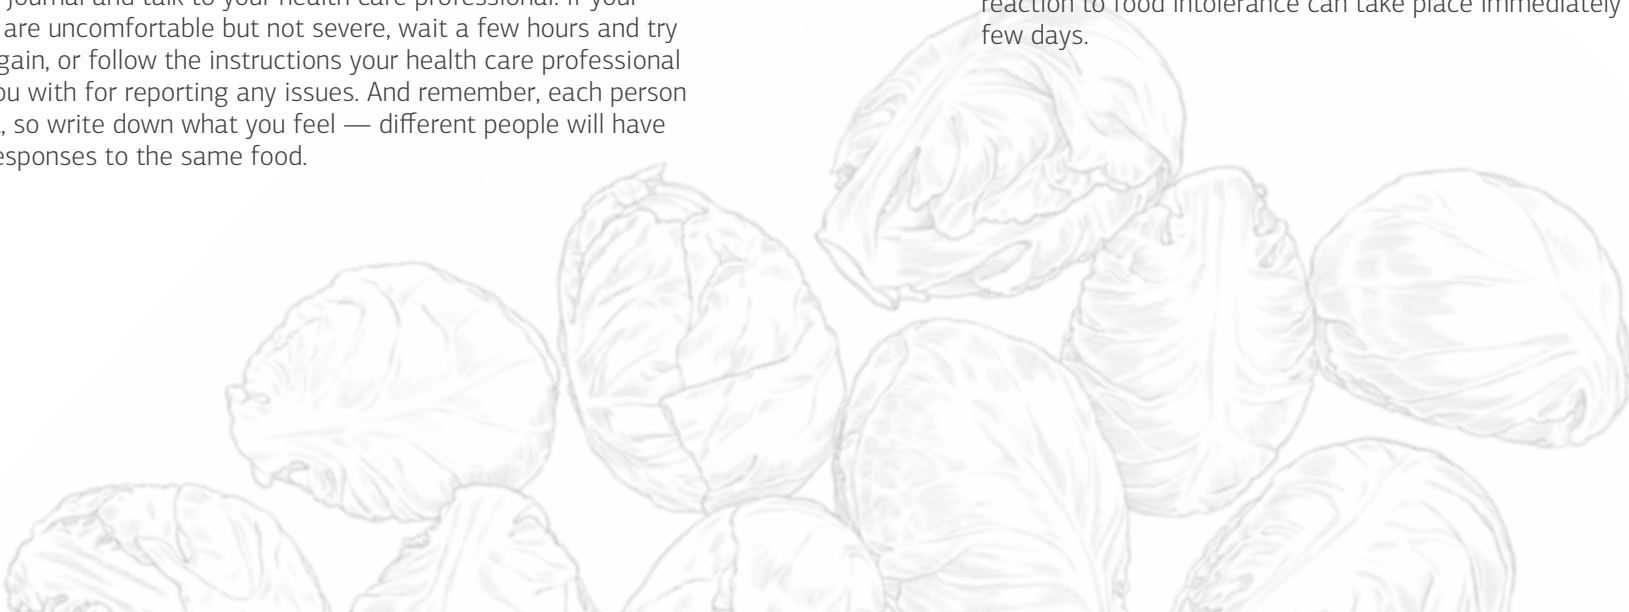 journal and talk to your health care professional. If your
are uncomfortable but not severe, wait a few hours and try
gain, or follow the instructions your health care professional
ou with for reporting any issues. And remember, each person
, so write down what you feel — different people will have
esponses to the same food.
reaction to food intolerance can take place immediately
few days.